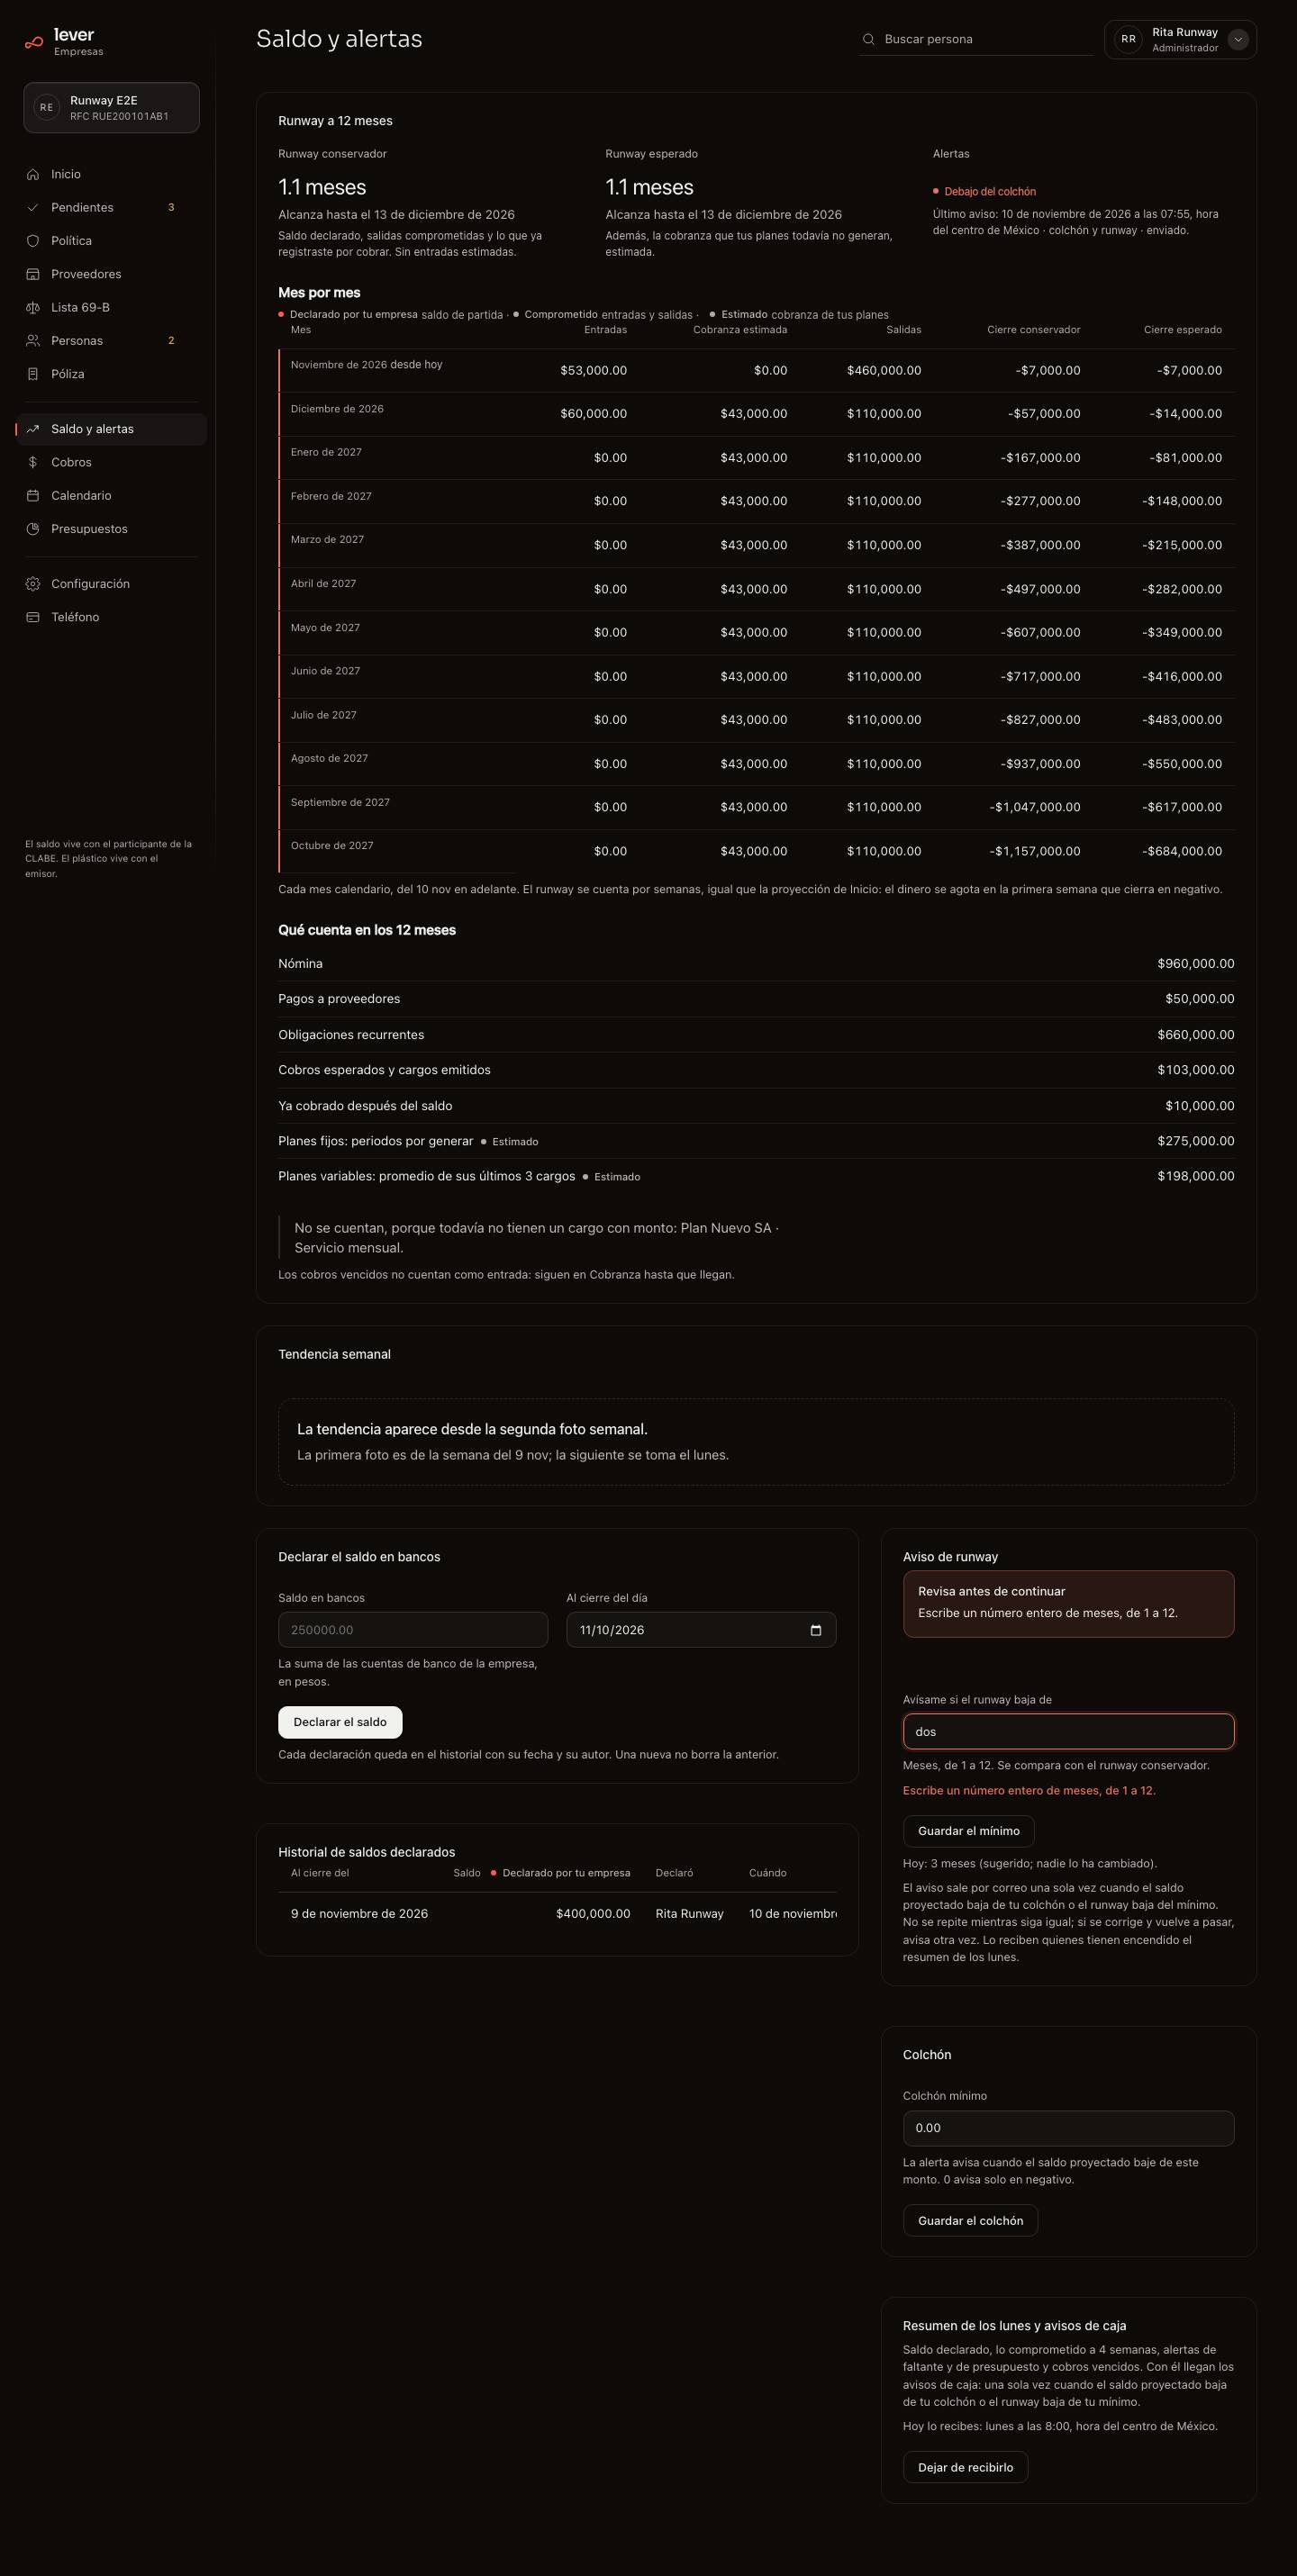 lever
Empresas
RE
Runway E2E
RFC RUE200101AB1
Inicio
Pendientes 3
Política
Proveedores
Lista 69-B
Personas 2
Póliza
Saldo y alertas
Cobros
Calendario
Presupuestos
Configuración
Teléfono
El saldo vive con el participante de la
CLABE. El plástico vive con el
emisor.
Saldo y alertas
Buscar persona
RR
Rita Runway
Administrador
Runway a 12 meses
Runway conservador
1.1 meses
Alcanza hasta el 13 de diciembre de 2026
Saldo declarado, salidas comprometidas y lo que ya
registraste por cobrar. Sin entradas estimadas.
Runway esperado
1.1 meses
Alcanza hasta el 13 de diciembre de 2026
Además, la cobranza que tus planes todavía no generan,
estimada.
Alertas
Debajo del colchón
Último aviso: 10 de noviembre de 2026 a las 07:55, hora
del centro de México · colchón y runway · enviado.
Mes por mes
Declarado por tu empresa saldo de partida · Comprometido entradas y salidas · Estimado cobranza de tus planes
Mes Entradas Cobranza estimada Salidas Cierre conservador Cierre esperado
Noviembre de 2026 desde hoy $53,000.00 $0.00 $460,000.00 -$7,000.00 -$7,000.00
Diciembre de 2026 $60,000.00 $43,000.00 $110,000.00 -$57,000.00 -$14,000.00
Enero de 2027 $0.00 $43,000.00 $110,000.00 -$167,000.00 -$81,000.00
Febrero de 2027 $0.00 $43,000.00 $110,000.00 -$277,000.00 -$148,000.00
Marzo de 2027 $0.00 $43,000.00 $110,000.00 -$387,000.00 -$215,000.00
Abril de 2027 $0.00 $43,000.00 $110,000.00 -$497,000.00 -$282,000.00
Mayo de 2027 $0.00 $43,000.00 $110,000.00 -$607,000.00 -$349,000.00
Junio de 2027 $0.00 $43,000.00 $110,000.00 -$717,000.00 -$416,000.00
Julio de 2027 $0.00 $43,000.00 $110,000.00 -$827,000.00 -$483,000.00
Agosto de 2027 $0.00 $43,000.00 $110,000.00 -$937,000.00 -$550,000.00
Septiembre de 2027 $0.00 $43,000.00 $110,000.00 -$1,047,000.00 -$617,000.00
Octubre de 2027 $0.00 $43,000.00 $110,000.00 -$1,157,000.00 -$684,000.00
Cada mes calendario, del 10 nov en adelante. El runway se cuenta por semanas, igual que la proyección de Inicio: el dinero se agota en la primera semana que cierra en negativo.
Qué cuenta en los 12 meses
Nómina $960,000.00
Pagos a proveedores $50,000.00
Obligaciones recurrentes $660,000.00
Cobros esperados y cargos emitidos $103,000.00
Ya cobrado después del saldo $10,000.00
Planes fijos: periodos por generar Estimado $275,000.00
Planes variables: promedio de sus últimos 3 cargos Estimado $198,000.00
No se cuentan, porque todavía no tienen un cargo con monto: Plan Nuevo SA ·
Servicio mensual.
Los cobros vencidos no cuentan como entrada: siguen en Cobranza hasta que llegan.
Tendencia semanal
La tendencia aparece desde la segunda foto semanal.
La primera foto es de la semana del 9 nov; la siguiente se toma el lunes.
Declarar el saldo en bancos
Saldo en bancos
250000.00
La suma de las cuentas de banco de la empresa,
en pesos.
Al cierre del día
11/10/2026
Declarar el saldo
Cada declaración queda en el historial con su fecha y su autor. Una nueva no borra la anterior.
Historial de saldos declarados
Al cierre del Saldo Declarado por tu empresa Declaró Cuándo
9 de noviembre de 2026 $400,000.00 Rita Runway 10 de noviembr
Aviso de runway
Revisa antes de continuar
Escribe un número entero de meses, de 1 a 12.
Avísame si el runway baja de
dos
Meses, de 1 a 12. Se compara con el runway conservador.
Escribe un número entero de meses, de 1 a 12.
Guardar el mínimo
Hoy: 3 meses (sugerido; nadie lo ha cambiado).
El aviso sale por correo una sola vez cuando el saldo
proyectado baja de tu colchón o el runway baja del mínimo.
No se repite mientras siga igual; si se corrige y vuelve a pasar,
avisa otra vez. Lo reciben quienes tienen encendido el
resumen de los lunes.
Colchón
Colchón mínimo
0.00
La alerta avisa cuando el saldo proyectado baje de este
monto. 0 avisa solo en negativo.
Guardar el colchón
Resumen de los lunes y avisos de caja
Saldo declarado, lo comprometido a 4 semanas, alertas de
faltante y de presupuesto y cobros vencidos. Con él llegan los
avisos de caja: una sola vez cuando el saldo proyectado baja
de tu colchón o el runway baja de tu mínimo.
Hoy lo recibes: lunes a las 8:00, hora del centro de México.
Dejar de recibirlo